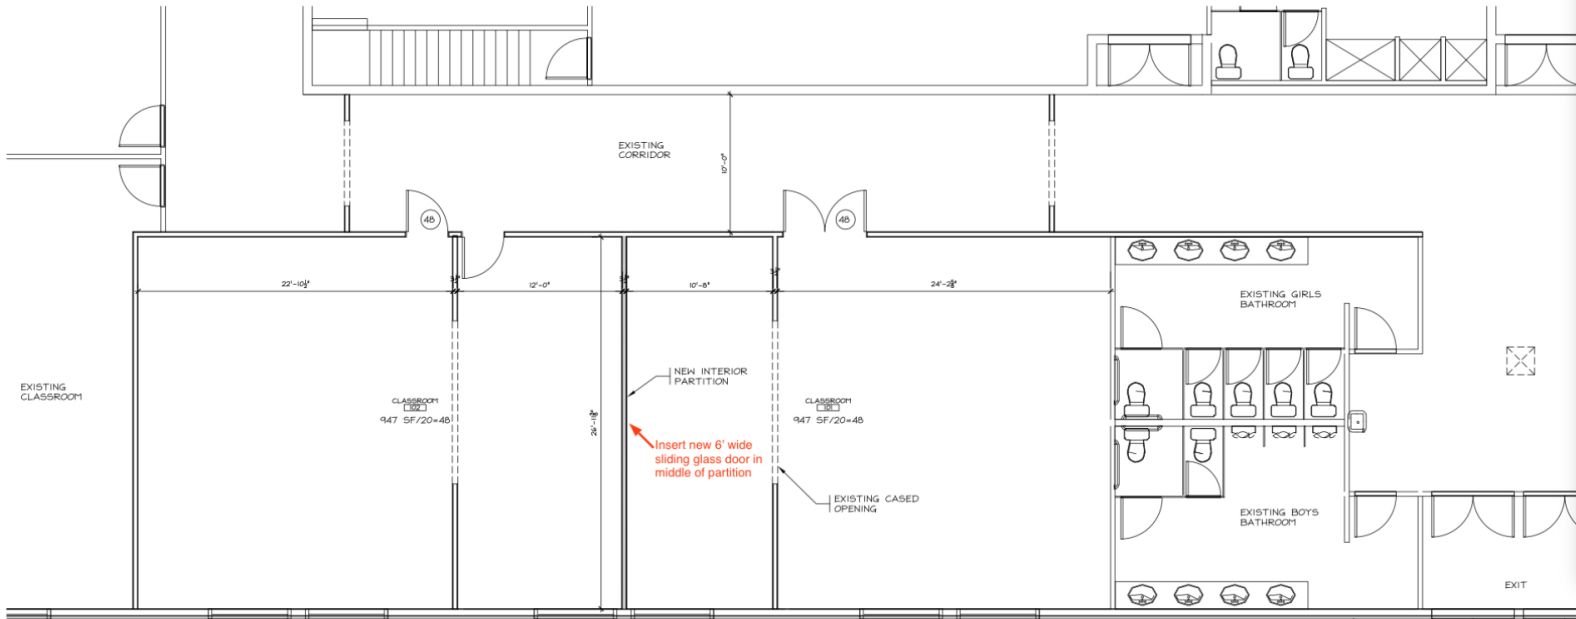 EXISTING
CORRIDOR
10'-0"
48
48
22'-10½"
12'-0"
10'-8"
24'-2⅝"
EXISTING GIRLS
BATHROOM
NEW INTERIOR
PARTITION
EXISTING
CLASSROOM
CLASSROOM
102
947 SF/20=48
CLASSROOM
101
947 SF/20=48
Insert new 6' wide
sliding glass door in
middle of partition
EXISTING CASED
OPENING
EXISTING BOYS
BATHROOM
EXIT